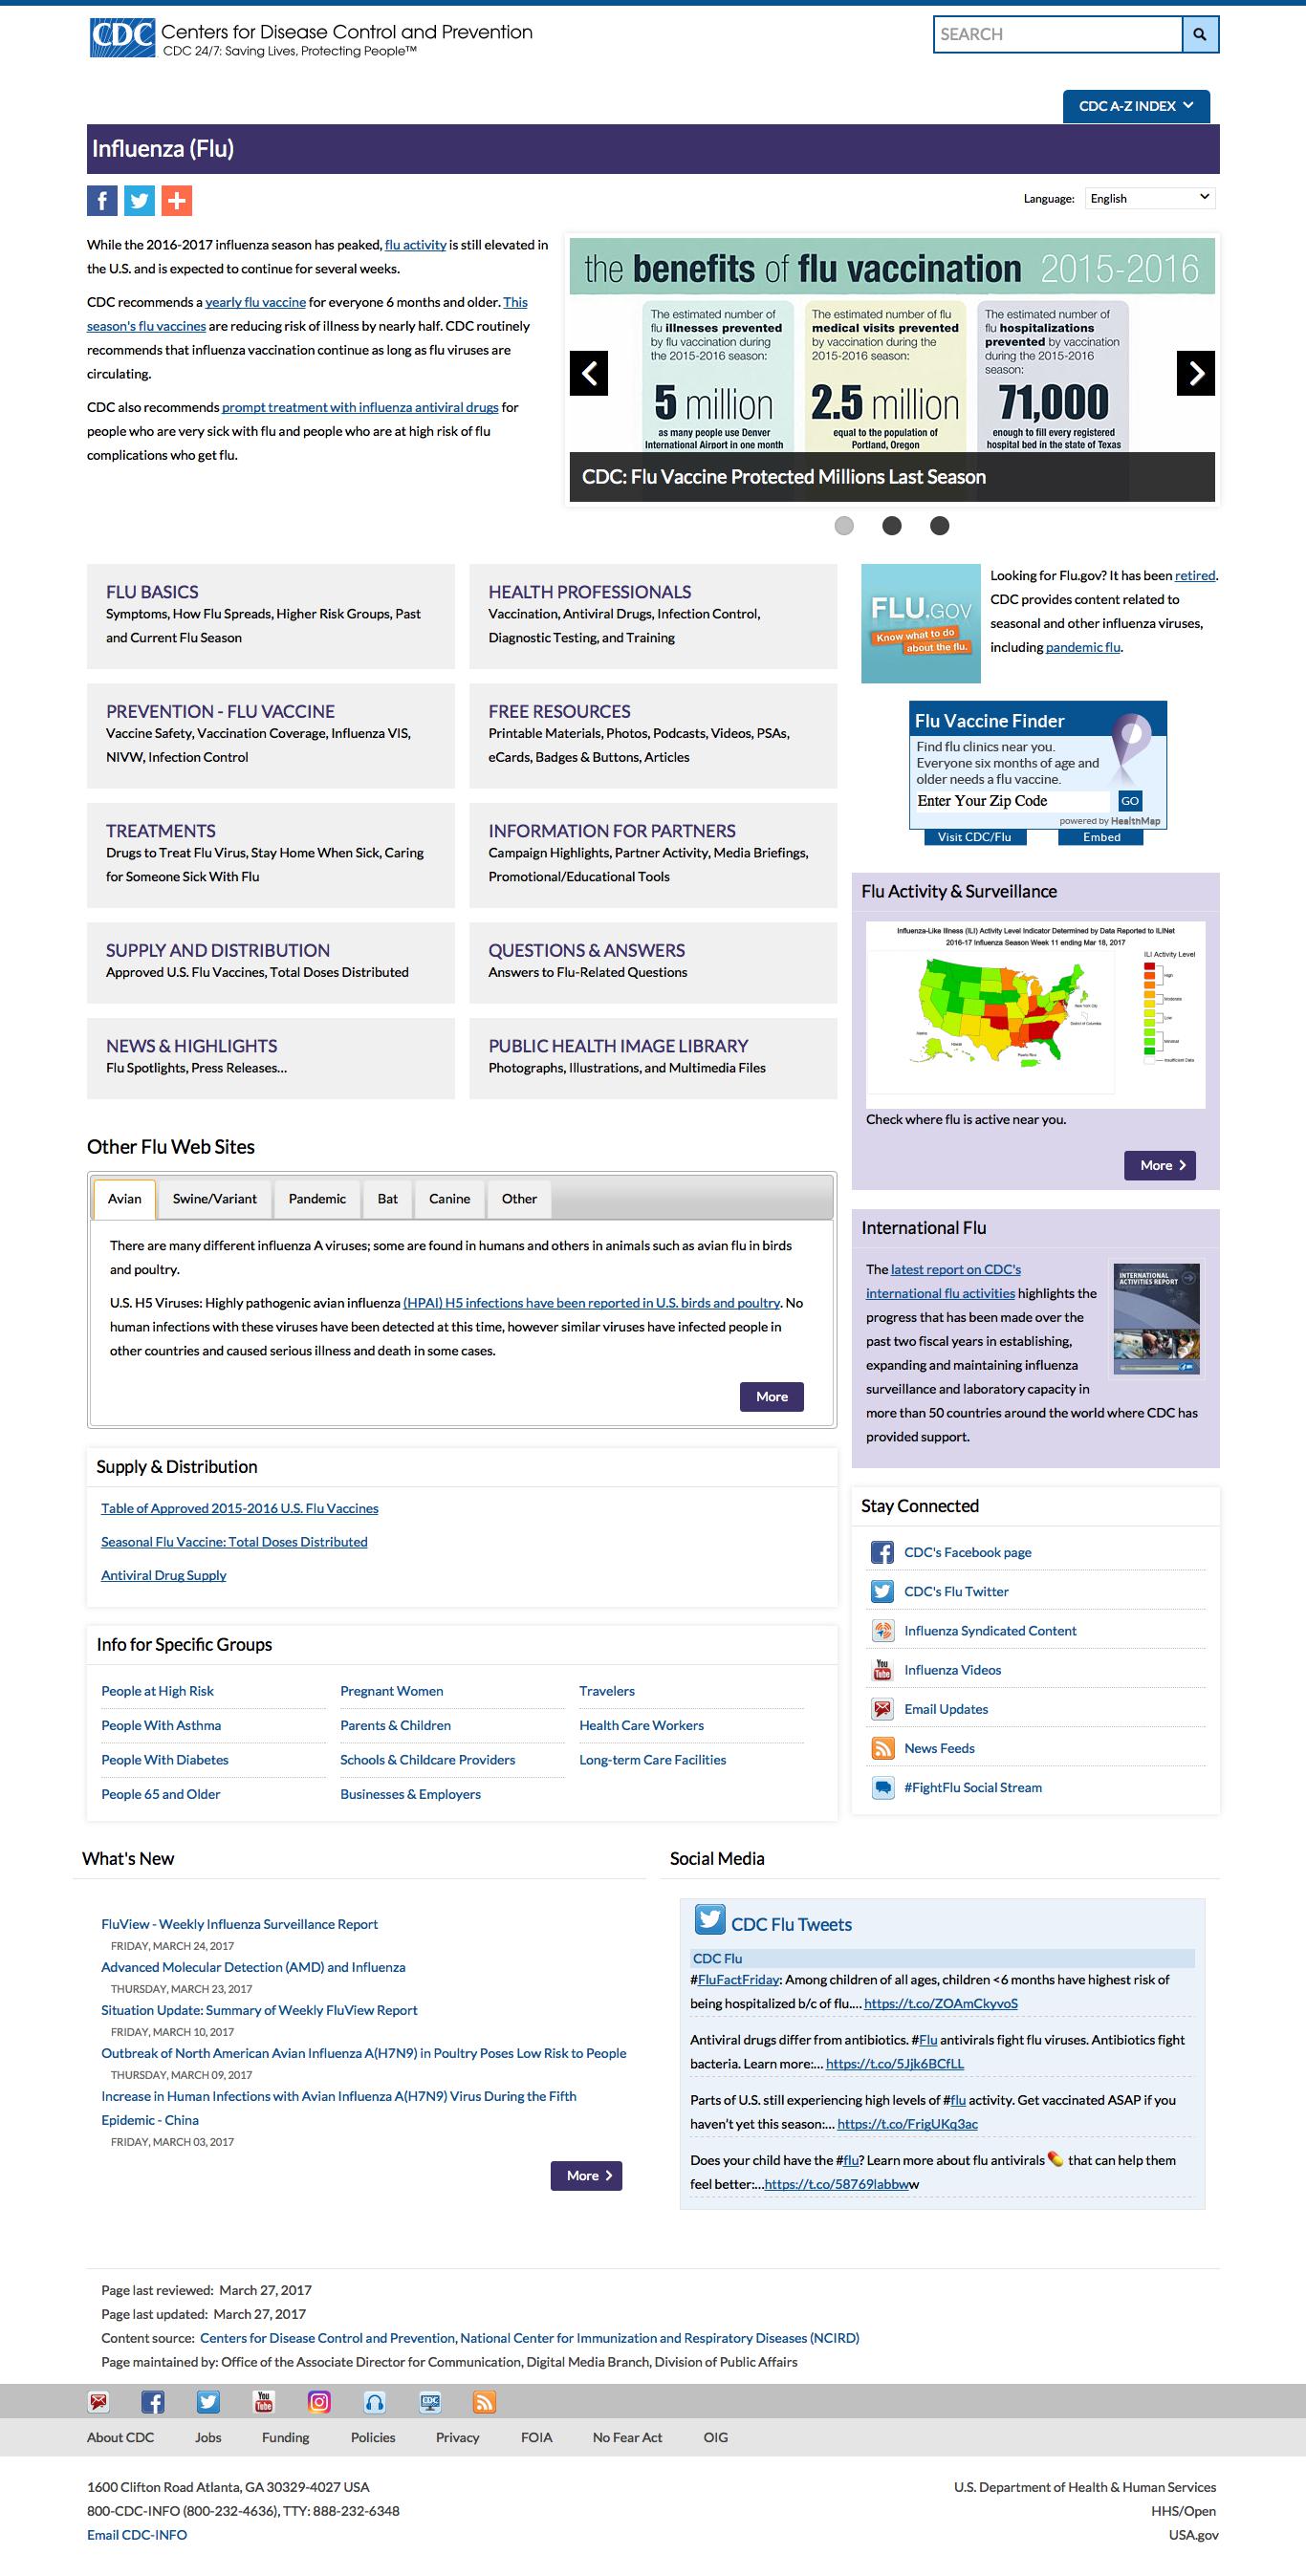 CDC Centers for Disease Control and Prevention
CDC 24/7: Saving Lives, Protecting People™
SEARCH
CDC A-Z INDEX
Influenza (Flu)
Language: English
While the 2016-2017 influenza season has peaked, flu activity is still elevated in
the U.S. and is expected to continue for several weeks.
CDC recommends a yearly flu vaccine for everyone 6 months and older. This
season's flu vaccines are reducing risk of illness by nearly half. CDC routinely
recommends that influenza vaccination continue as long as flu viruses are
circulating.
CDC also recommends prompt treatment with influenza antiviral drugs for
people who are very sick with flu and people who are at high risk of flu
complications who get flu.
the benefits of flu vaccination 2015-2016
The estimated number of
flu illnesses prevented
by flu vaccination during
the 2015-2016 season:
5 million
as many people use Denver
International Airport in one month
The estimated number of flu
medical visits prevented
by vaccination during the
2015-2016 season:
2.5 million
equal to the population of
Portland, Oregon
The estimated number of
flu hospitalizations
prevented by vaccination
during the 2015-2016
season:
71,000
enough to fill every registered
hospital bed in the state of Texas
CDC: Flu Vaccine Protected Millions Last Season
FLU BASICS
Symptoms, How Flu Spreads, Higher Risk Groups, Past
and Current Flu Season
HEALTH PROFESSIONALS
Vaccination, Antiviral Drugs, Infection Control,
Diagnostic Testing, and Training
PREVENTION - FLU VACCINE
Vaccine Safety, Vaccination Coverage, Influenza VIS,
NIVW, Infection Control
FREE RESOURCES
Printable Materials, Photos, Podcasts, Videos, PSAs,
eCards, Badges & Buttons, Articles
TREATMENTS
Drugs to Treat Flu Virus, Stay Home When Sick, Caring
for Someone Sick With Flu
INFORMATION FOR PARTNERS
Campaign Highlights, Partner Activity, Media Briefings,
Promotional/Educational Tools
SUPPLY AND DISTRIBUTION
Approved U.S. Flu Vaccines, Total Doses Distributed
QUESTIONS & ANSWERS
Answers to Flu-Related Questions
NEWS & HIGHLIGHTS
Flu Spotlights, Press Releases...
PUBLIC HEALTH IMAGE LIBRARY
Photographs, Illustrations, and Multimedia Files
FLU.GOV
Know what to do
about the flu.
Looking for Flu.gov? It has been retired.
CDC provides content related to
seasonal and other influenza viruses,
including pandemic flu.
Flu Vaccine Finder
Find flu clinics near you.
Everyone six months of age and
older needs a flu vaccine.
Enter Your Zip Code GO
powered by HealthMap
Visit CDC/Flu Embed
Flu Activity & Surveillance
Influenza-Like Illness (ILI) Activity Level Indicator Determined by Data Reported to ILINet
2016-17 Influenza Season Week 11 ending Mar 18, 2017
ILI Activity Level
High
Moderate
Low
Minimal
Insufficient Data
New York City
District of Columbia
Alaska
Hawaii
Puerto Rico
Check where flu is active near you.
More
Other Flu Web Sites
Avian Swine/Variant Pandemic Bat Canine Other
There are many different influenza A viruses; some are found in humans and others in animals such as avian flu in birds
and poultry.
U.S. H5 Viruses: Highly pathogenic avian influenza (HPAI) H5 infections have been reported in U.S. birds and poultry. No
human infections with these viruses have been detected at this time, however similar viruses have infected people in
other countries and caused serious illness and death in some cases.
More
International Flu
The latest report on CDC's
international flu activities highlights the
progress that has been made over the
past two fiscal years in establishing,
expanding and maintaining influenza
surveillance and laboratory capacity in
more than 50 countries around the world where CDC has
provided support.
INTERNATIONAL
ACTIVITIES REPORT
Supply & Distribution
Table of Approved 2015-2016 U.S. Flu Vaccines
Seasonal Flu Vaccine: Total Doses Distributed
Antiviral Drug Supply
Stay Connected
CDC's Facebook page
CDC's Flu Twitter
Influenza Syndicated Content
Influenza Videos
Email Updates
News Feeds
#FightFlu Social Stream
Info for Specific Groups
People at High Risk
People With Asthma
People With Diabetes
People 65 and Older
Pregnant Women
Parents & Children
Schools & Childcare Providers
Businesses & Employers
Travelers
Health Care Workers
Long-term Care Facilities
What's New
FluView - Weekly Influenza Surveillance Report
FRIDAY, MARCH 24, 2017
Advanced Molecular Detection (AMD) and Influenza
THURSDAY, MARCH 23, 2017
Situation Update: Summary of Weekly FluView Report
FRIDAY, MARCH 10, 2017
Outbreak of North American Avian Influenza A(H7N9) in Poultry Poses Low Risk to People
THURSDAY, MARCH 09, 2017
Increase in Human Infections with Avian Influenza A(H7N9) Virus During the Fifth
Epidemic - China
FRIDAY, MARCH 03, 2017
More
Social Media
CDC Flu Tweets
CDC Flu
#FluFactFriday: Among children of all ages, children <6 months have highest risk of
being hospitalized b/c of flu.… https://t.co/ZOAmCkyvoS
Antiviral drugs differ from antibiotics. #Flu antivirals fight flu viruses. Antibiotics fight
bacteria. Learn more:… https://t.co/5Jjk6BCfLL
Parts of U.S. still experiencing high levels of #flu activity. Get vaccinated ASAP if you
haven't yet this season:… https://t.co/FrigUKq3ac
Does your child have the #flu? Learn more about flu antivirals 💊 that can help them
feel better:…https://t.co/58769labbww
Page last reviewed: March 27, 2017
Page last updated: March 27, 2017
Content source: Centers for Disease Control and Prevention, National Center for Immunization and Respiratory Diseases (NCIRD)
Page maintained by: Office of the Associate Director for Communication, Digital Media Branch, Division of Public Affairs
About CDC Jobs Funding Policies Privacy FOIA No Fear Act OIG
1600 Clifton Road Atlanta, GA 30329-4027 USA
800-CDC-INFO (800-232-4636), TTY: 888-232-6348
Email CDC-INFO
U.S. Department of Health & Human Services
HHS/Open
USA.gov